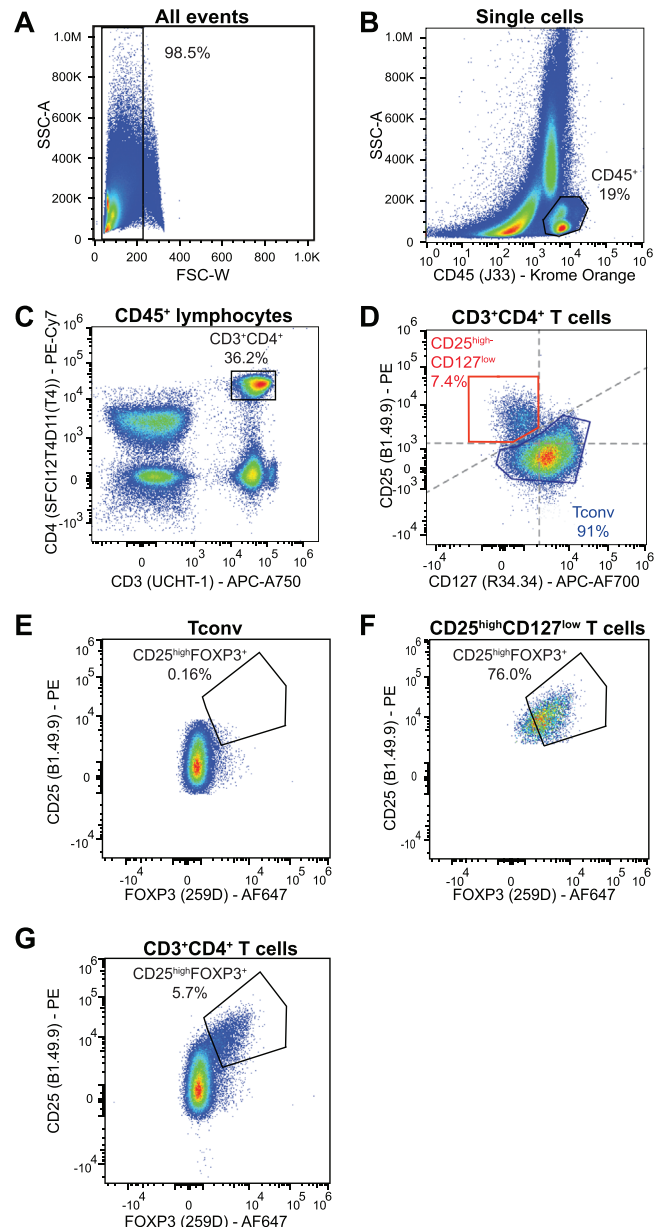 A
All events
98.5%
SSC-A
1.0M
800K
600K
400K
200K
0
0 200 400 600 800 1.0K
FSC-W
B
Single cells
CD45⁺
19%
SSC-A
1.0M
800K
600K
400K
200K
0
10⁰ 10¹ 10² 10³ 10⁴ 10⁵ 10⁶
CD45 (J33) - Krome Orange
C
CD45⁺ lymphocytes
CD3⁺CD4⁺
36.2%
CD4 (SFCI12T4D11(T4)) - PE-Cy7
10⁶
10⁵
10⁴
10³
0
-10³
0 10³ 10⁴ 10⁵ 10⁶
CD3 (UCHT-1) - APC-A750
D
CD3⁺CD4⁺ T cells
CD25ʰⁱᵍʰ⁻
CD127ˡᵒʷ
7.4%
Tconv
91%
CD25 (B1.49.9) - PE
10⁶
10⁵
10⁴
10³
0
-10³
-10⁴
-10⁴ -10³ 0 10³ 10⁴ 10⁵ 10⁶
CD127 (R34.34) - APC-AF700
E
Tconv
CD25ʰⁱᵍʰFOXP3⁺
0.16%
CD25 (B1.49.9) - PE
10⁶
10⁵
10⁴
0
-10⁴
-10⁴ 0 10⁴ 10⁵ 10⁶
FOXP3 (259D) - AF647
F
CD25ʰⁱᵍʰCD127ˡᵒʷ T cells
CD25ʰⁱᵍʰFOXP3⁺
76.0%
CD25 (B1.49.9) - PE
10⁶
10⁵
10⁴
0
-10⁴
-10⁴ 0 10⁴ 10⁵ 10⁶
FOXP3 (259D) - AF647
G
CD3⁺CD4⁺ T cells
CD25ʰⁱᵍʰFOXP3⁺
5.7%
CD25 (B1.49.9) - PE
10⁶
10⁵
10⁴
0
-10⁴
-10⁴ 0 10⁴ 10⁵ 10⁶
FOXP3 (259D) - AF647